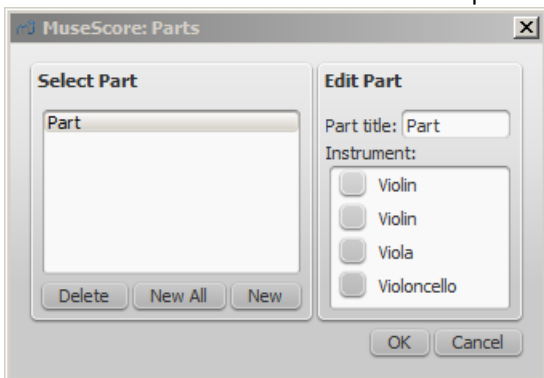 MuseScore: Parts
Select Part
Part
Delete
New All
New
Edit Part
Part title: Part
Instrument:
Violin
Violin
Viola
Violoncello
OK
Cancel